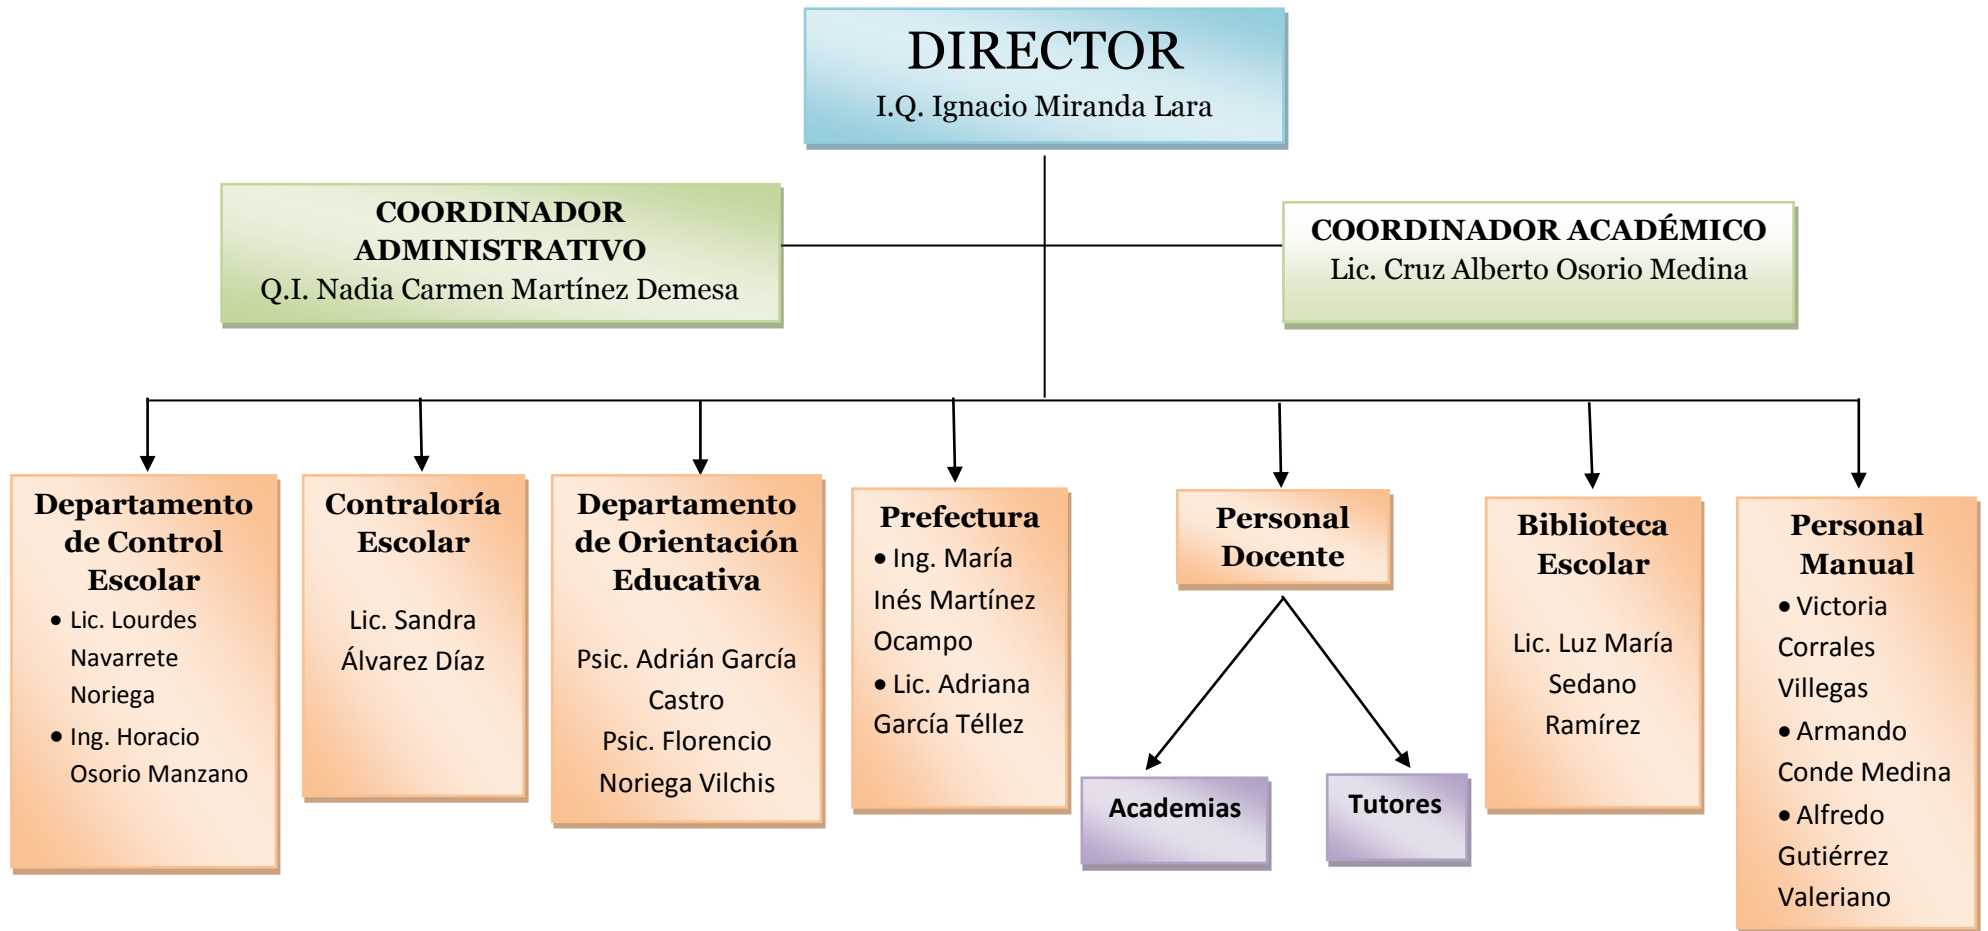 DIRECTOR
I.Q. Ignacio Miranda Lara
COORDINADOR
ADMINISTRATIVO
Q.I. Nadia Carmen Martínez Demesa
COORDINADOR ACADÉMICO
Lic. Cruz Alberto Osorio Medina
Departamento
de Control
Escolar
• Lic. Lourdes
Navarrete
Noriega
• Ing. Horacio
Osorio Manzano
Contraloría
Escolar
Lic. Sandra
Álvarez Díaz
Departamento
de Orientación
Educativa
Psic. Adrián García
Castro
Psic. Florencio
Noriega Vilchis
Prefectura
• Ing. María
Inés Martínez
Ocampo
• Lic. Adriana
García Téllez
Personal
Docente
Academias
Tutores
Biblioteca
Escolar
Lic. Luz María
Sedano
Ramírez
Personal
Manual
• Victoria
Corrales
Villegas
• Armando
Conde Medina
• Alfredo
Gutiérrez
Valeriano